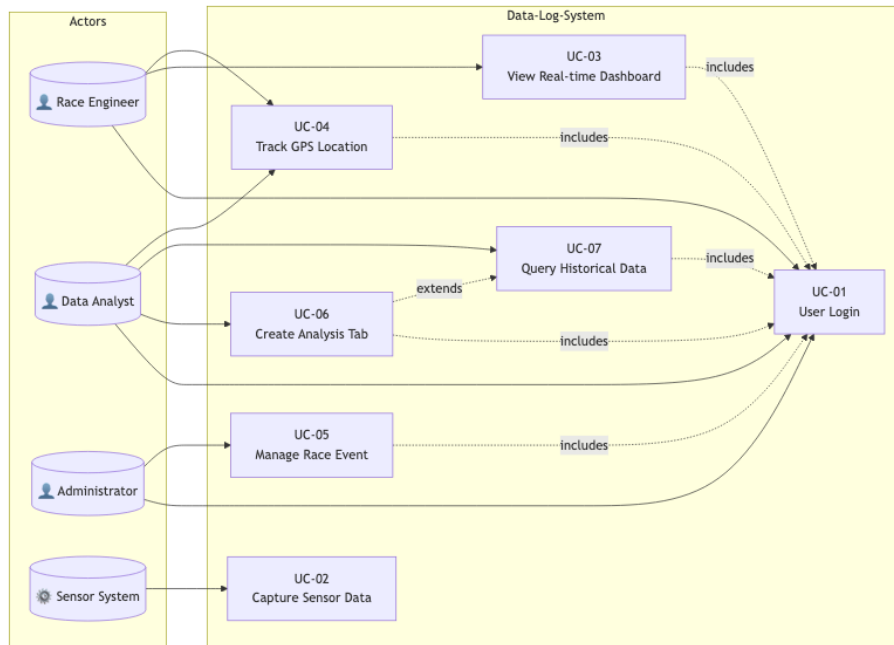 Actors
Data-Log-System
UC-03
View Real-time Dashboard
includes
Race Engineer
UC-04
Track GPS Location
includes
UC-07
Query Historical Data
includes
Data Analyst
extends
UC-01
User Login
UC-06
Create Analysis Tab
includes
UC-05
Manage Race Event
includes
Administrator
UC-02
Capture Sensor Data
Sensor System